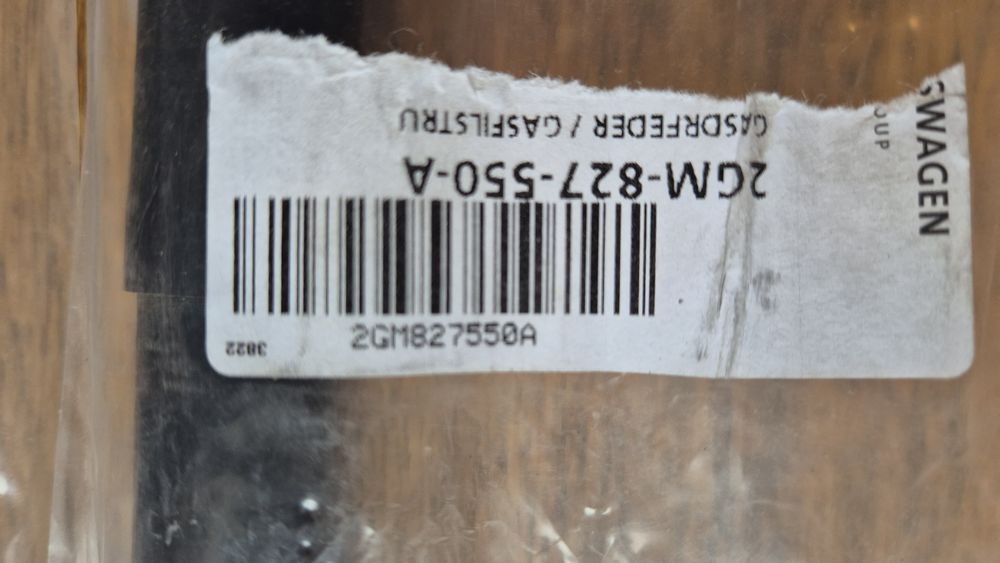 SWAGEN
OUP
GASDRFEDER / GASFILSTRU
2GM-827-550-A
2GM827550A
3822